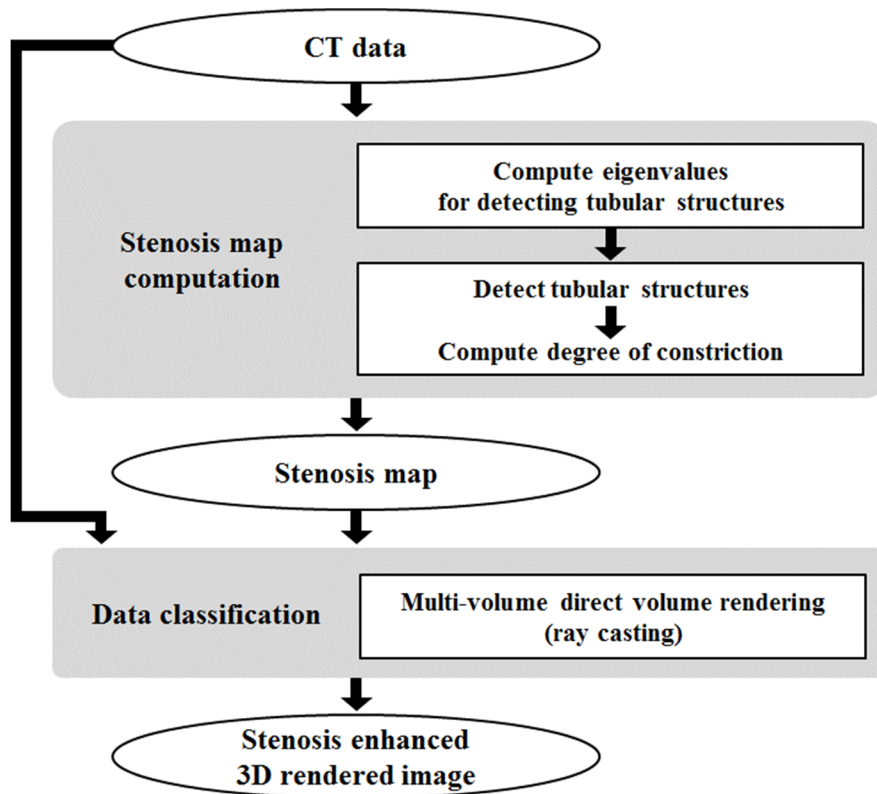 CT data
Compute eigenvalues
for detecting tubular structures
Stenosis map
computation
Detect tubular structures
Compute degree of constriction
Stenosis map
Data classification
Multi-volume direct volume rendering
(ray casting)
Stenosis enhanced
3D rendered image